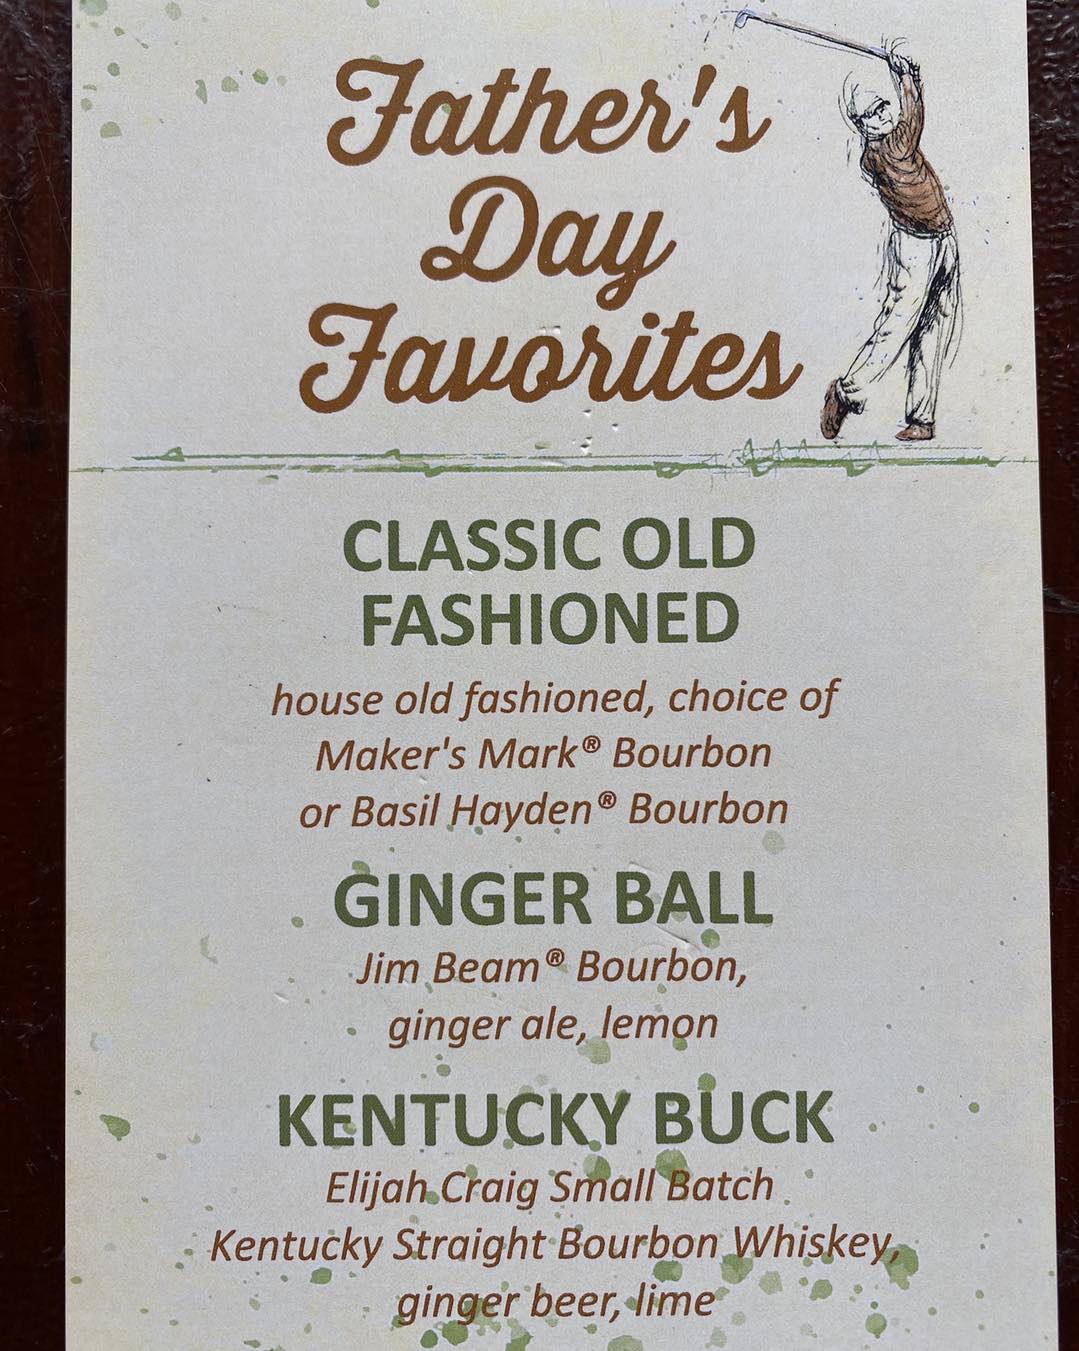 Father's
Day
Favorites
CLASSIC OLD
FASHIONED
house old fashioned, choice of
Maker's Mark® Bourbon
or Basil Hayden® Bourbon
GINGER BALL
Jim Beam® Bourbon,
ginger ale, lemon
KENTUCKY BUCK
Elijah Craig Small Batch
Kentucky Straight Bourbon Whiskey,
ginger beer, lime